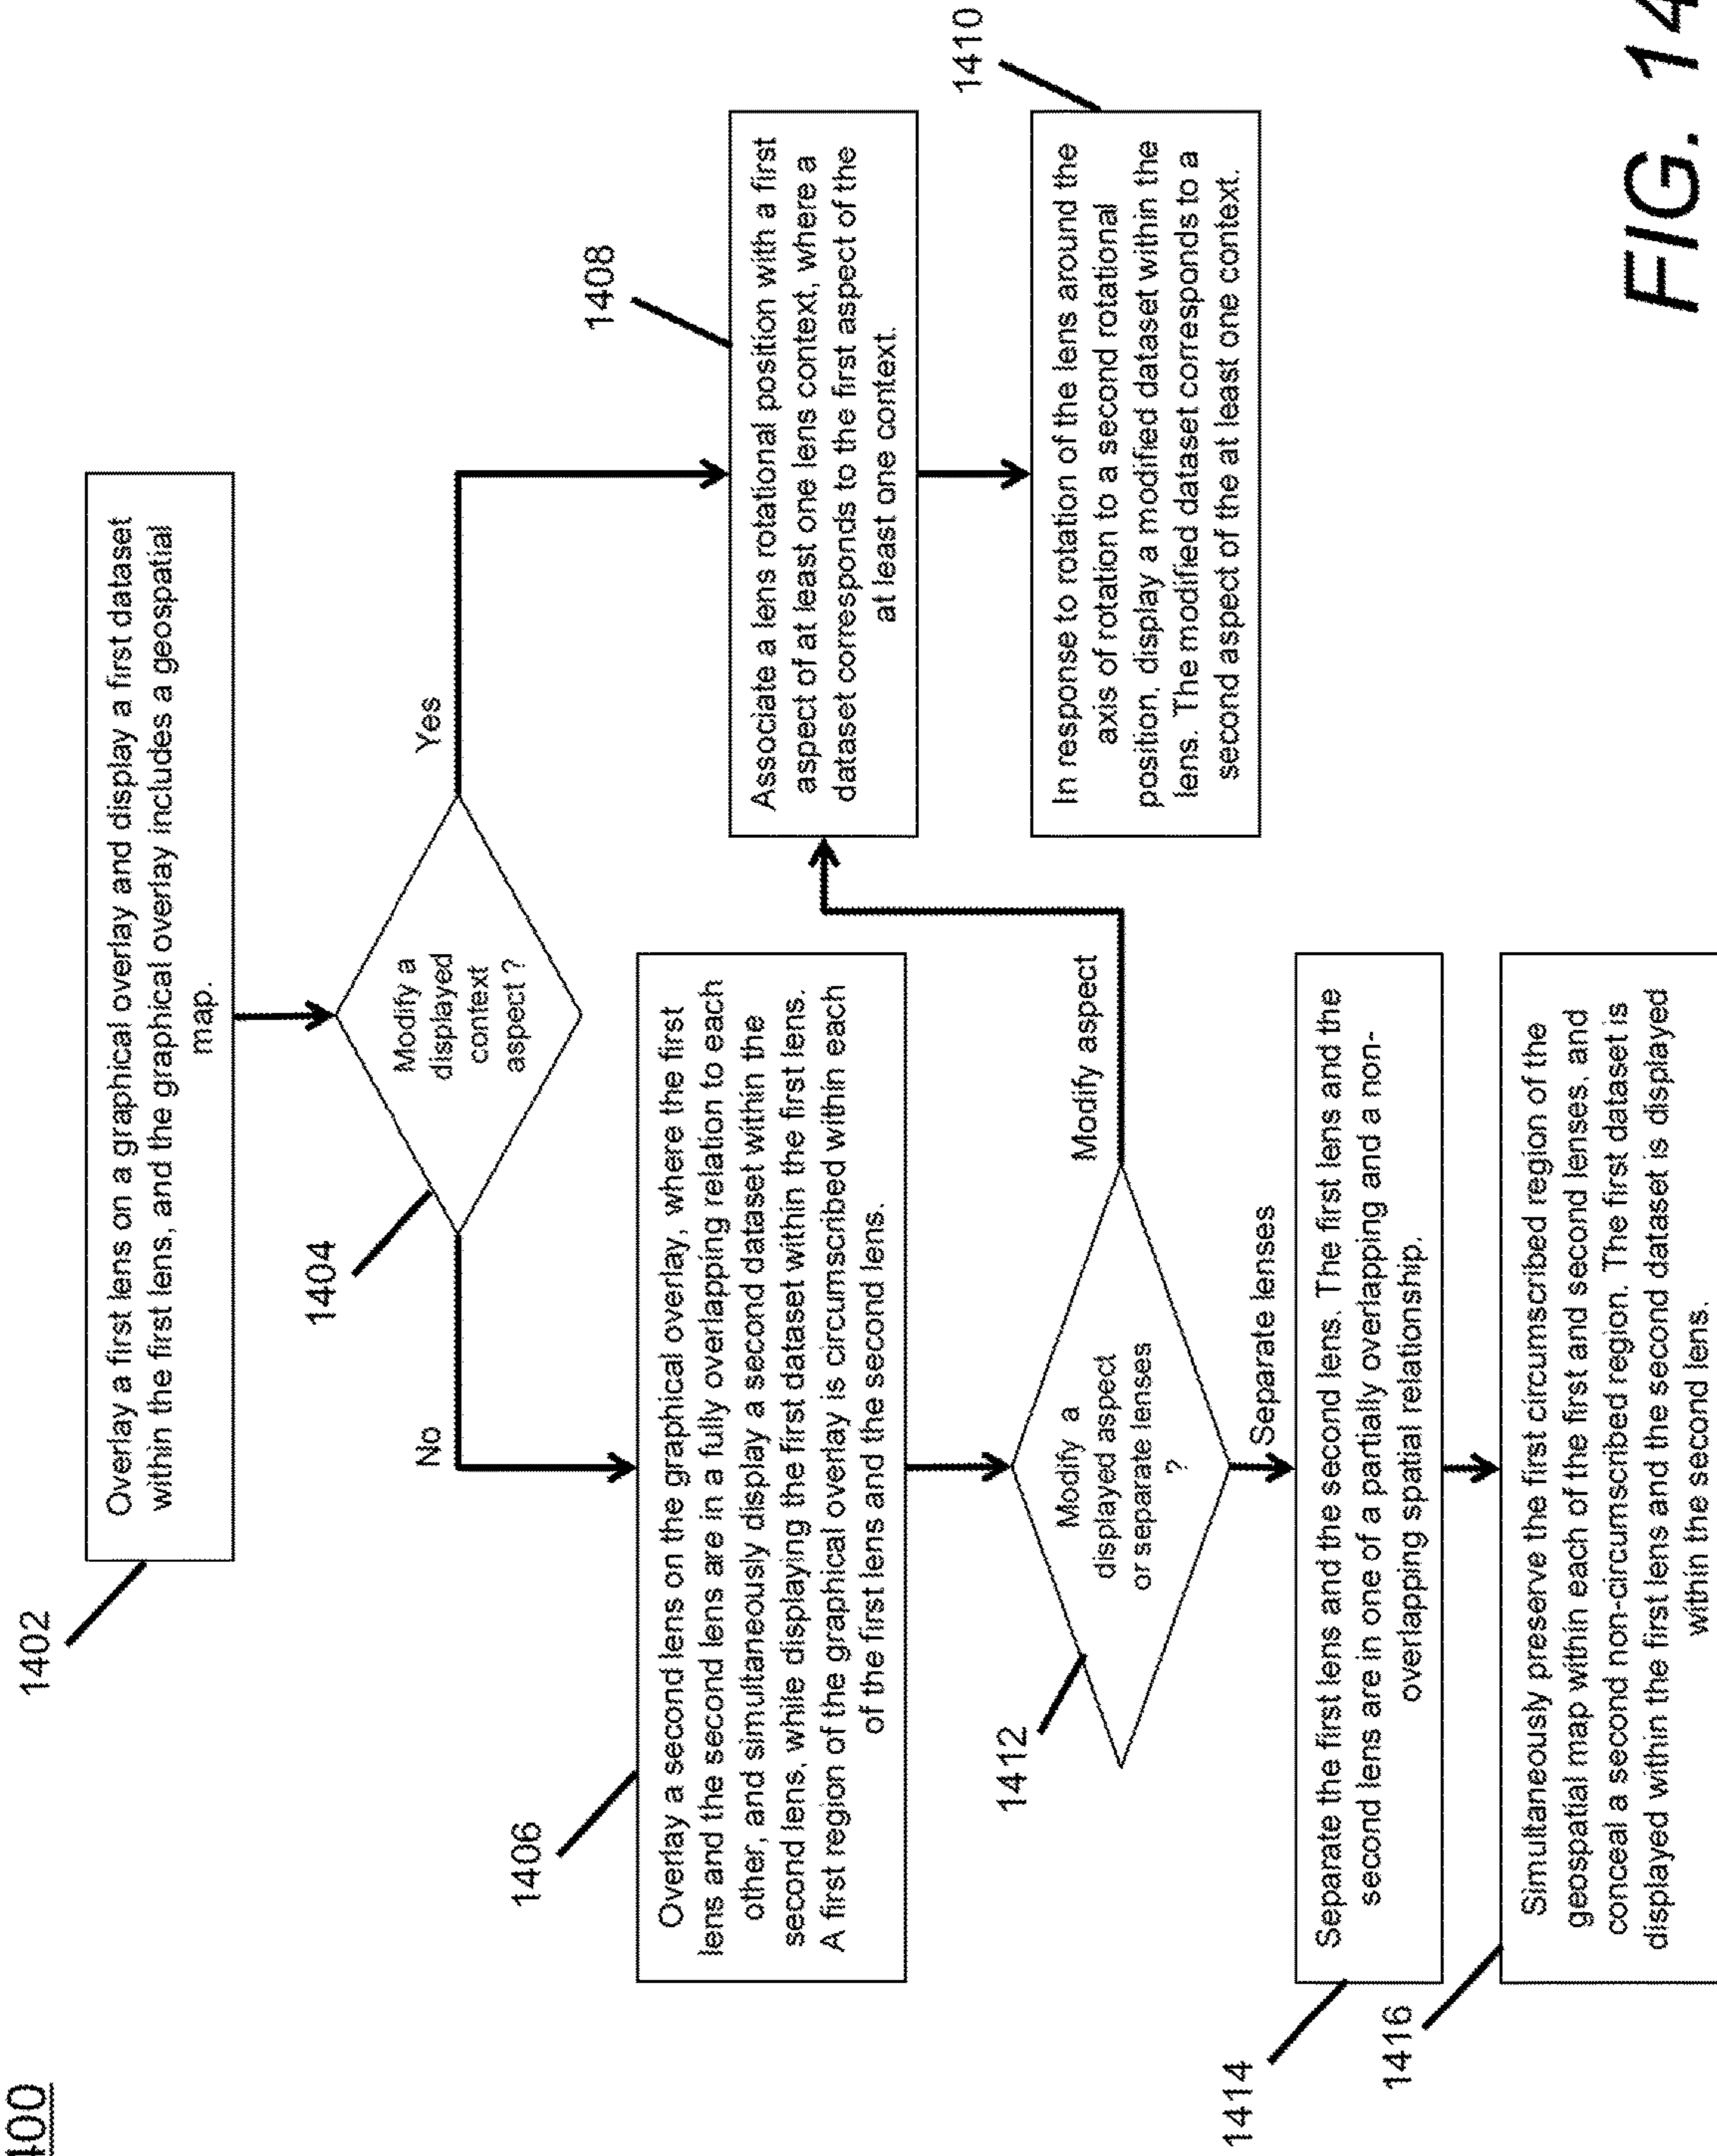 400
1402
Overlay a first lens on a graphical overlay and display a first dataset
within the first lens, and the graphical overlay includes a geospatial
map.
1404
Modify a
displayed
context
aspect ?
No
Yes
1406
Overlay a second lens on the graphical overlay, where the first
lens and the second lens are in a fully overlapping relation to each
other, and simultaneously display a second dataset within the
second lens, while displaying the first dataset within the first lens.
A first region of the graphical overlay is circumscribed within each
of the first lens and the second lens.
1408
Associate a lens rotational position with a first
aspect of at least one lens context, where a
dataset corresponds to the first aspect of the
at least one context.
1410
In response to rotation of the lens around the
axis of rotation to a second rotational
position, display a modified dataset within the
lens. The modified dataset corresponds to a
second aspect of the at least one context.
1412
Modify a
displayed aspect
or separate lenses
?
Modify aspect
Separate lenses
1414
Separate the first lens and the second lens. The first lens and the
second lens are in one of a partially overlapping and a non-
overlapping spatial relationship.
1416
Simultaneously preserve the first circumscribed region of the
geospatial map within each of the first and second lenses, and
conceal a second non-circumscribed region. The first dataset is
displayed within the first lens and the second dataset is displayed
within the second lens.
FIG. 14